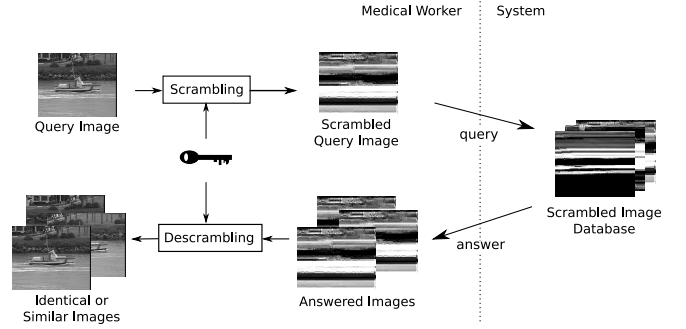 Medical Worker
System
Scrambling
Query Image
Scrambled
Query Image
query
Scrambled Image
Database
Descrambling
answer
Identical or
Similar Images
Answered Images